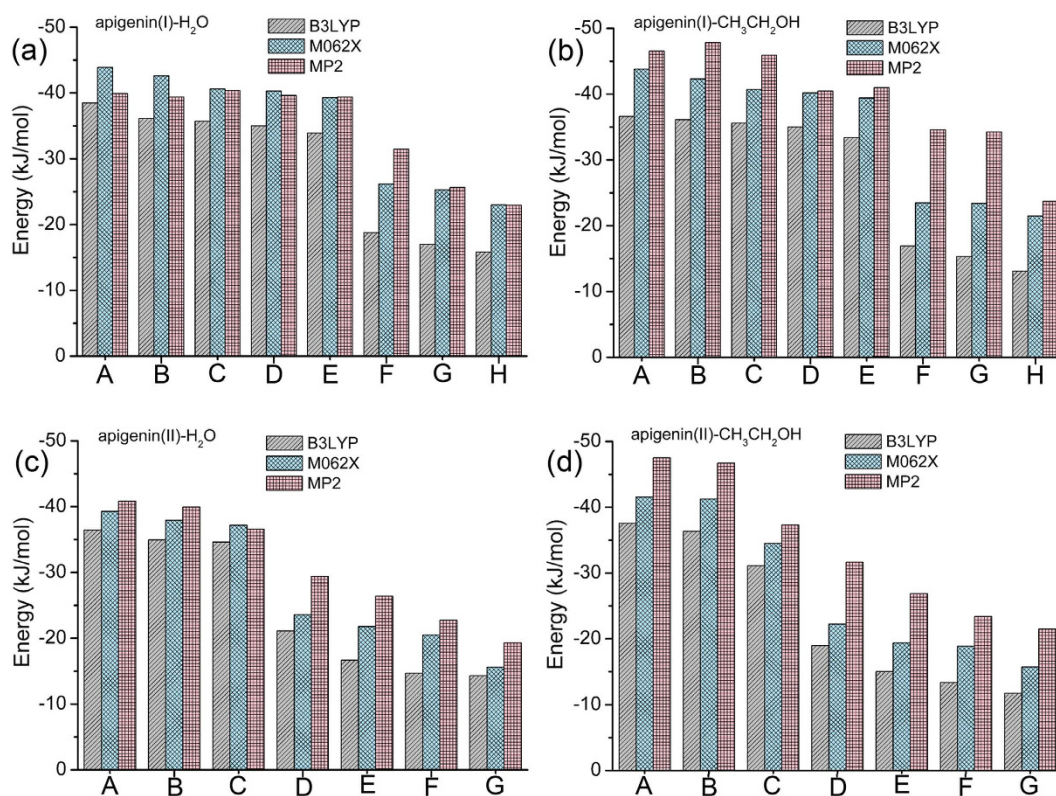 (a)
apigenin(I)-H₂O
B3LYP
M062X
MP2
Energy (kJ/mol)
-50
-40
-30
-20
-10
0
A B C D E F G H
(b)
apigenin(I)-CH₃CH₂OH
B3LYP
M062X
MP2
Energy (kJ/mol)
-50
-40
-30
-20
-10
0
A B C D E F G H
(c)
apigenin(II)-H₂O
B3LYP
M062X
MP2
Energy (kJ/mol)
-50
-40
-30
-20
-10
0
A B C D E F G
(d)
apigenin(II)-CH₃CH₂OH
B3LYP
M062X
MP2
Energy (kJ/mol)
-50
-40
-30
-20
-10
0
A B C D E F G